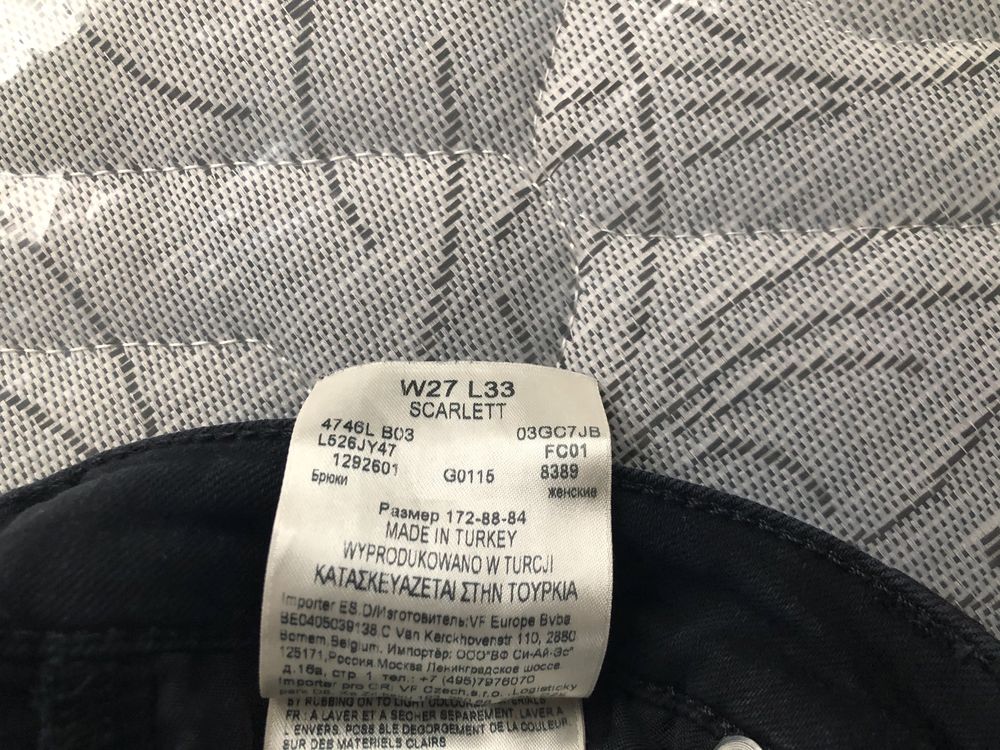 W27 L33
SCARLETT
4746L B03 03GC7JB
L526JY47 FC01
1292601 G0115 8389
Брюки женские
Размер 172-88-84
MADE IN TURKEY
WYPRODUKOWANO W TURCJI
ΚΑΤΑΣΚΕΥΑΖΕΤΑΙ ΣΤΗΝ ΤΟΥΡΚΙΑ
Importer ES.D/Изготовитель:VF Europe Bvba
BE0405039138.C Van Kerckhovenstr 110, 2880
Bornem,Belgium. Импортёр: ООО"ВФ Си-Ай-Эс"
125171,Россия.Москва Ленинградское шоссе
д.16а, стр 1 тел.: +7 (495)7976070
Importer pro CR: VF Czech,s.r.o.,Logisticky
BY RUBBING ON TO LIGHT COLOURED MATERIALS
FR : A LAVER ET A SECHER SEPAREMENT, LAVER A
L ENVERS. POSSIBLE DEGORGEMENT DE LA COULEUR
SUR DES MATERIELS CLAIRS